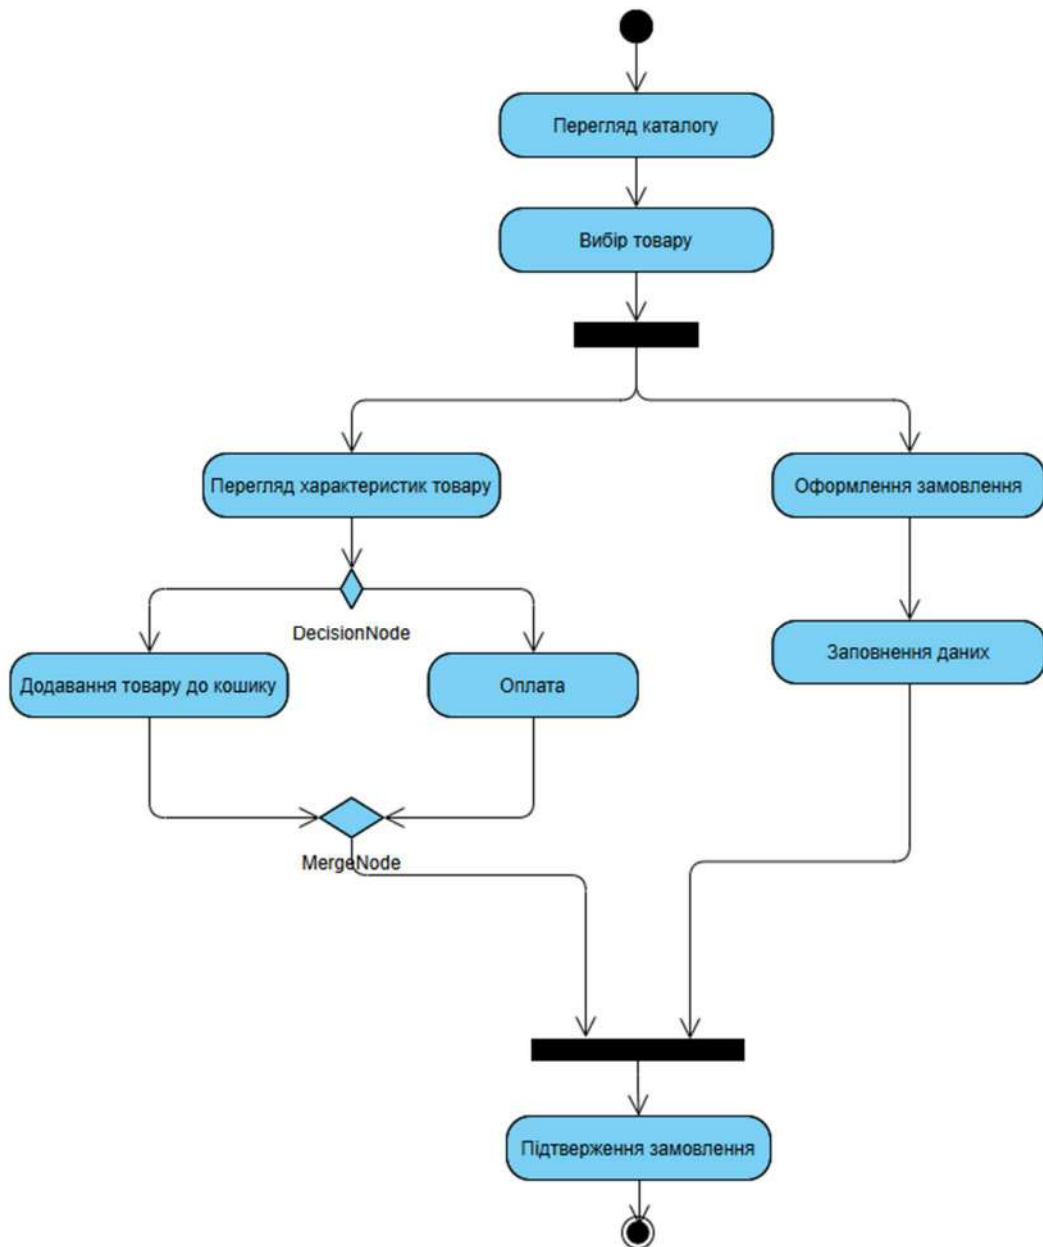 Перегляд каталогу
Вибір товару
Перегляд характеристик товару
Оформлення замовлення
DecisionNode
Додавання товару до кошику
Оплата
Заповнення даних
MergeNode
Підтверження замовлення